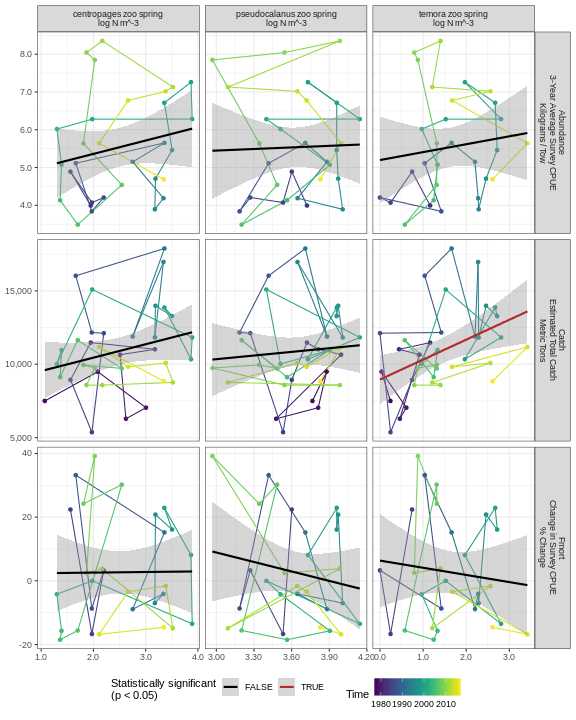 centropages zoo spring
log N m^-3
pseudocalanus zoo spring
log N m^-3
temora zoo spring
log N m^-3
8.0
7.0
6.0
5.0
4.0
Abundance
3-Year Average Survey CPUE
Kilograms / Tow
15,000
10,000
5,000
Catch
Estimated Total Catch
Metric Tons
40
20
0
-20
Fmort
Change in Survey CPUE
% Change
1.0 2.0 3.0 4.0
3.00 3.30 3.60 3.90 4.20
0.0 1.0 2.0 3.0
Statistically significant
(p < 0.05)
FALSE TRUE
Time
1980 1990 2000 2010